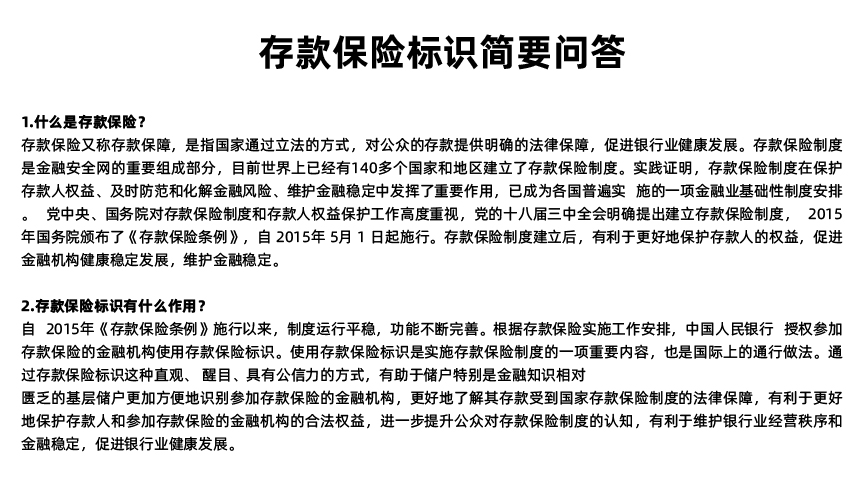 存款保险标识简要问答
1.什么是存款保险？
存款保险又称存款保障，是指国家通过立法的方式，对公众的存款提供明确的法律保障，促进银行业健康发展。存款保险制度
是金融安全网的重要组成部分，目前世界上已经有140多个国家和地区建立了存款保险制度。实践证明，存款保险制度在保护
存款人权益、及时防范和化解金融风险、维护金融稳定中发挥了重要作用，已成为各国普遍实 施的一项金融业基础性制度安排
。 党中央、国务院对存款保险制度和存款人权益保护工作高度重视，党的十八届三中全会明确提出建立存款保险制度， 2015
年国务院颁布了《存款保险条例》，自 2015年 5月 1 日起施行。存款保险制度建立后，有利于更好地保护存款人的权益，促进
金融机构健康稳定发展，维护金融稳定。
2.存款保险标识有什么作用？
自 2015年《存款保险条例》施行以来，制度运行平稳，功能不断完善。根据存款保险实施工作安排，中国人民银行 授权参加
存款保险的金融机构使用存款保险标识。使用存款保险标识是实施存款保险制度的一项重要内容，也是国际上的通行做法。通
过存款保险标识这种直观、 醒目、具有公信力的方式，有助于储户特别是金融知识相对
匮乏的基层储户更加方便地识别参加存款保险的金融机构，更好地了解其存款受到国家存款保险制度的法律保障，有利于更好
地保护存款人和参加存款保险的金融机构的合法权益，进一步提升公众对存款保险制度的认知，有利于维护银行业经营秩序和
金融稳定，促进银行业健康发展。